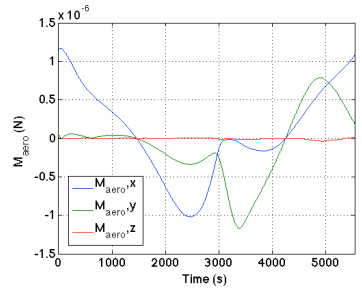 x 10⁻⁶
1.5
1
0.5
0
-0.5
-1
-1.5
M_aero (N)
M_aero,x
M_aero,y
M_aero,z
0 1000 2000 3000 4000 5000
Time (s)